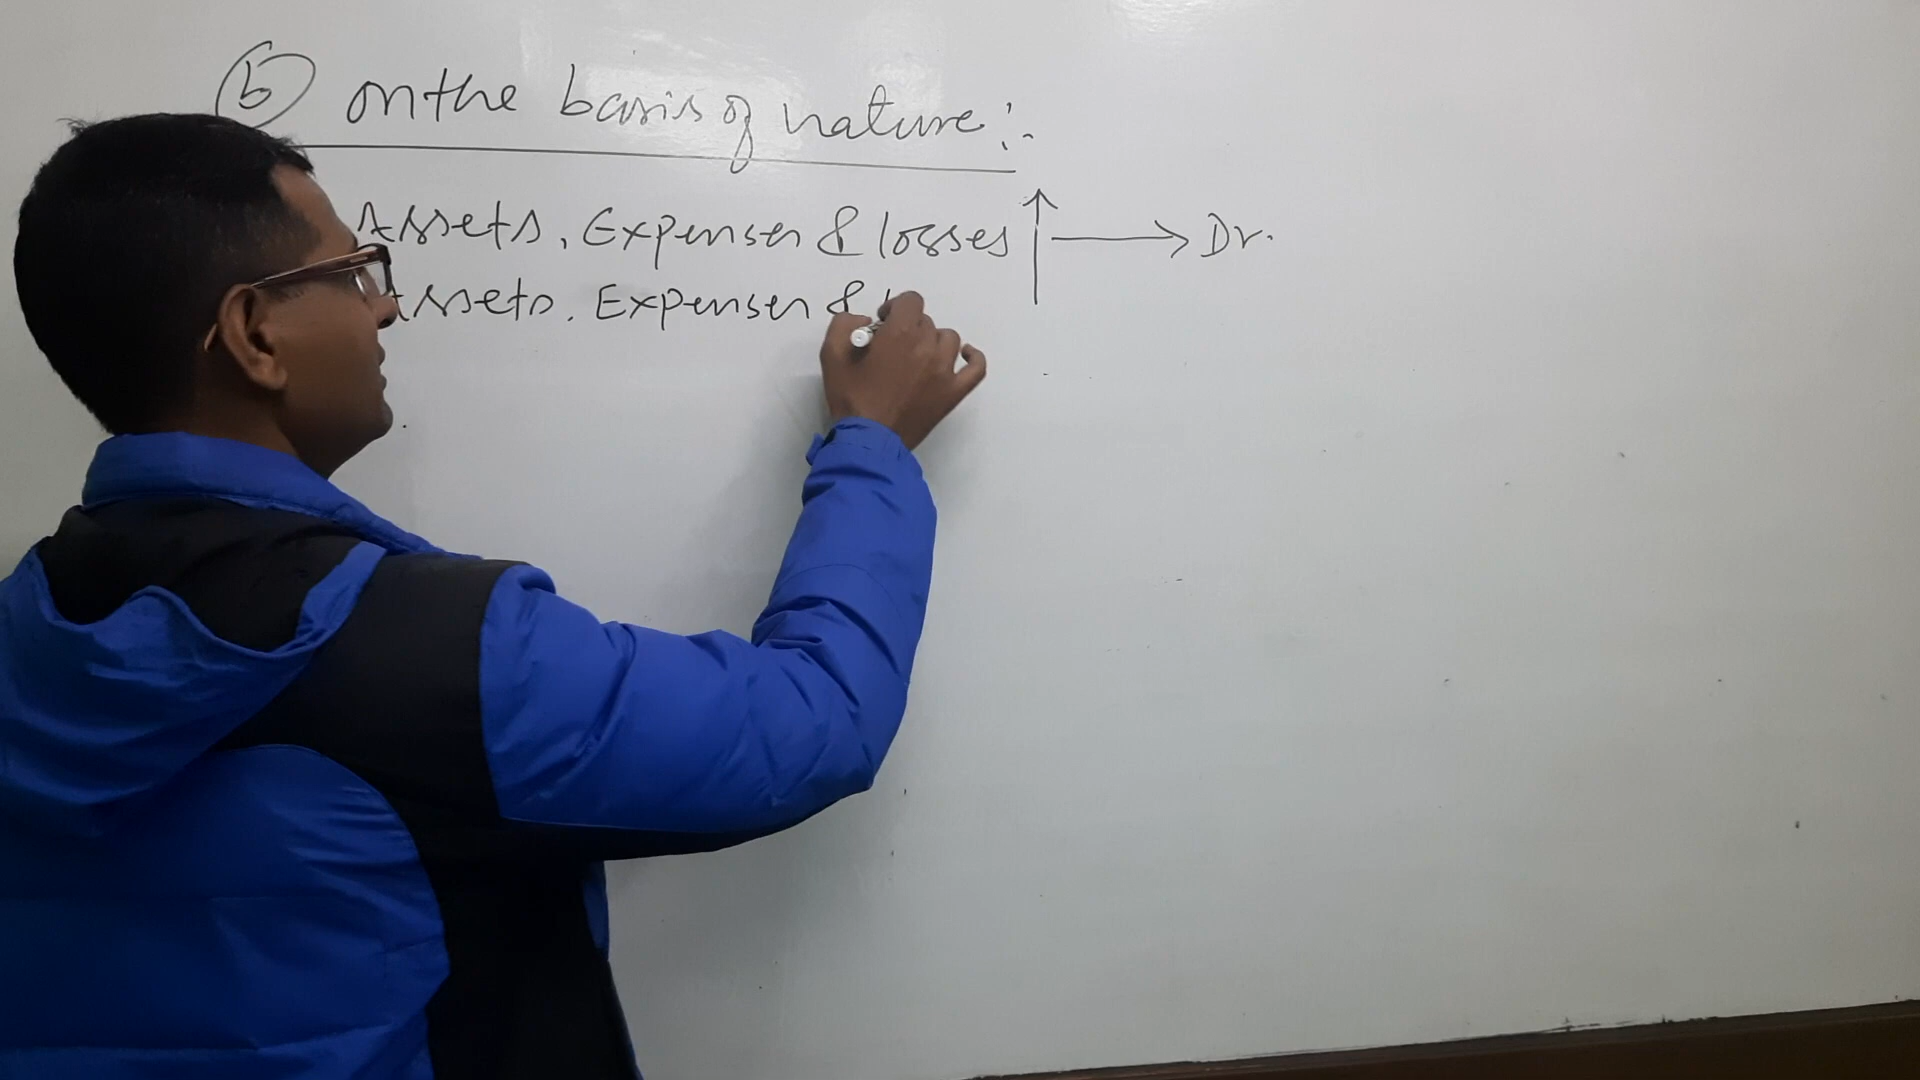 (b) on the basis of nature :-
Assets, Expenses & losses ↑ → Dr.
Assets, Expenses & l